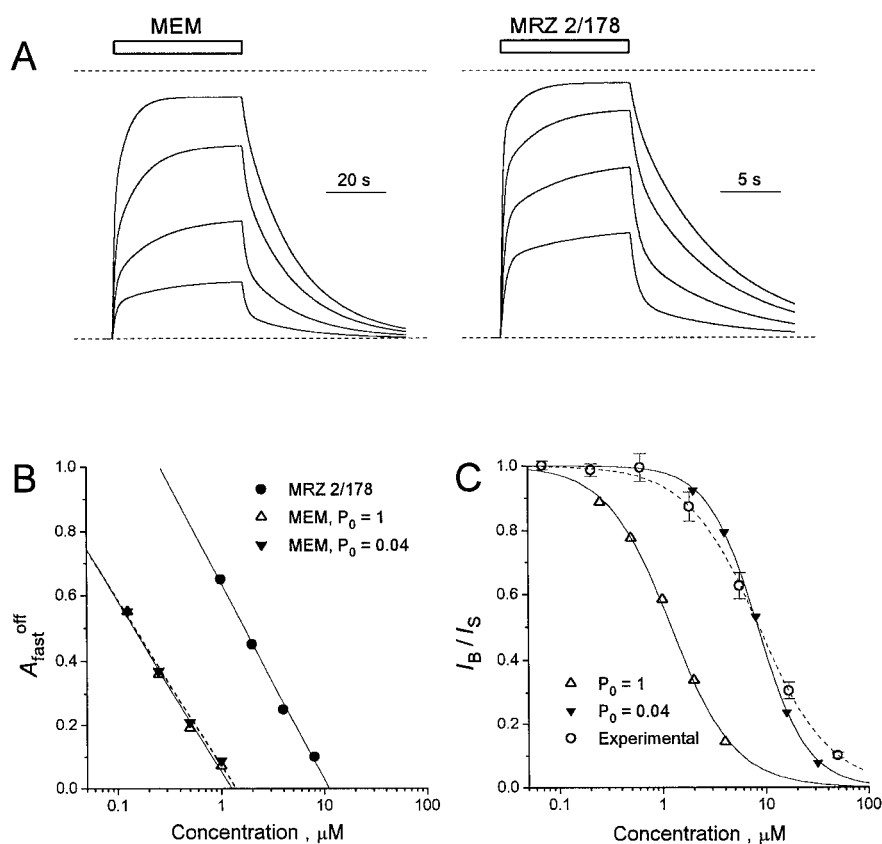 A
MEM
MRZ 2/178
20 s
5 s
B
1.0
0.8
0.6
0.4
0.2
0.0
A fast off
MRZ 2/178
MEM, P0 = 1
MEM, P0 = 0.04
0.1
1
10
100
Concentration , μM
C
1.0
0.8
0.6
0.4
0.2
0.0
IB / IS
P0 = 1
P0 = 0.04
Experimental
0.1
1
10
100
Concentration , μM